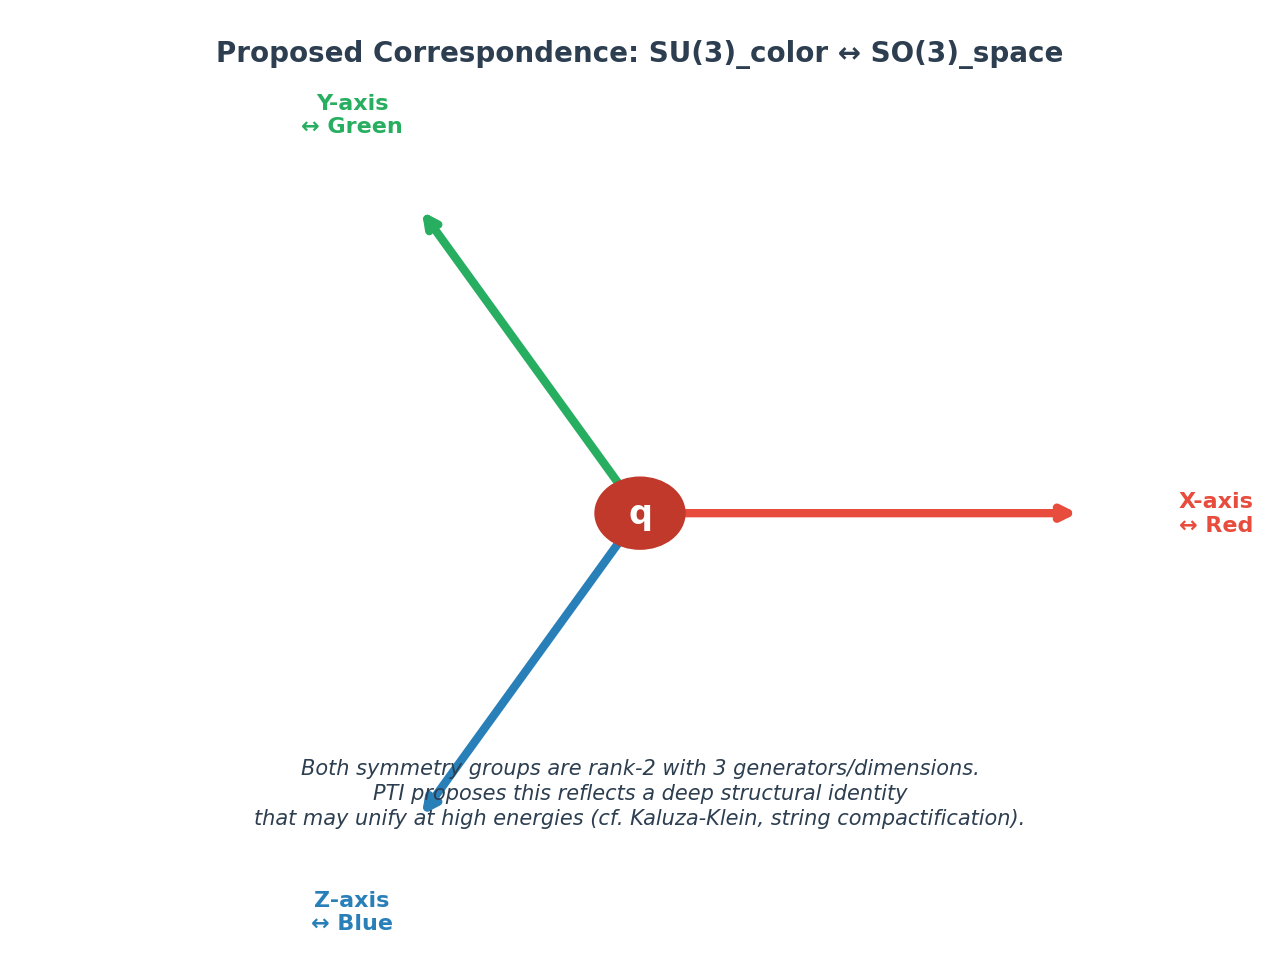 Proposed Correspondence: SU(3)_color ↔ SO(3)_space
Y-axis
↔ Green
q
X-axis
↔ Red
Both symmetry groups are rank-2 with 3 generators/dimensions.
PTI proposes this reflects a deep structural identity
that may unify at high energies (cf. Kaluza-Klein, string compactification).
Z-axis
↔ Blue